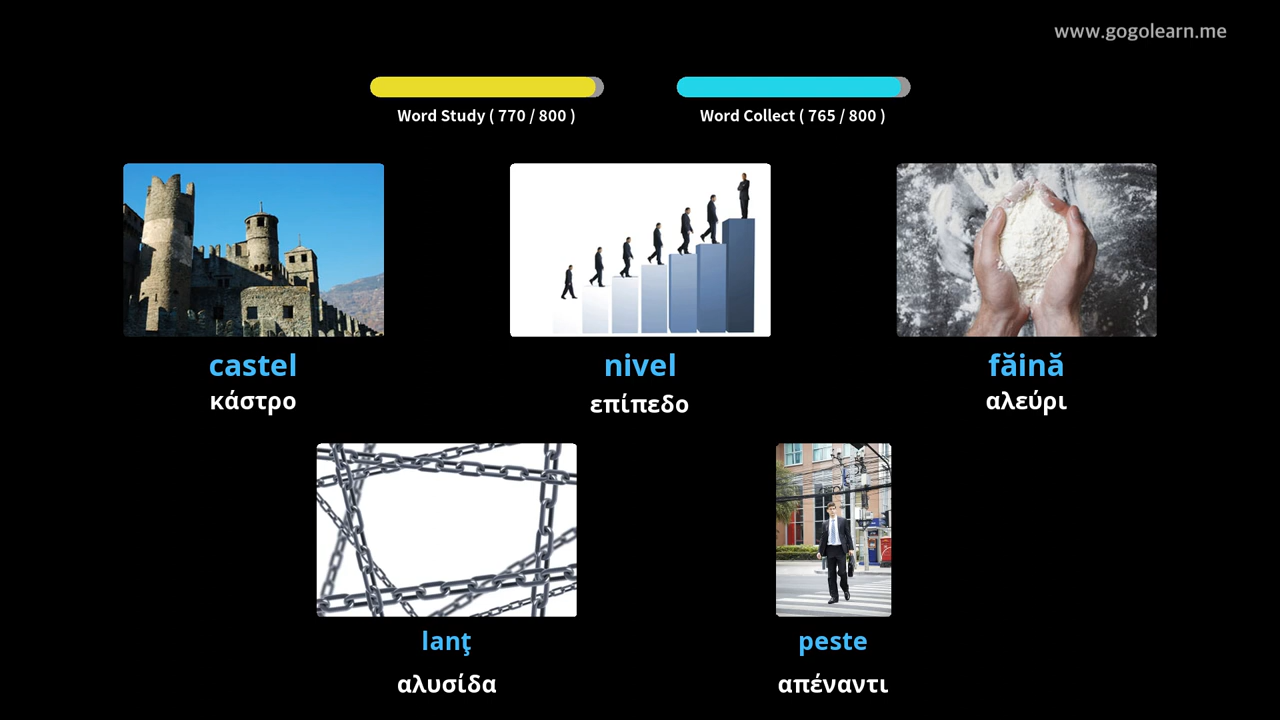 www.gogolearn.me
Word Study ( 770 / 800 )
Word Collect ( 765 / 800 )
castel
κάστρο
nivel
επίπεδο
făină
αλεύρι
lanţ
αλυσίδα
peste
απέναντι